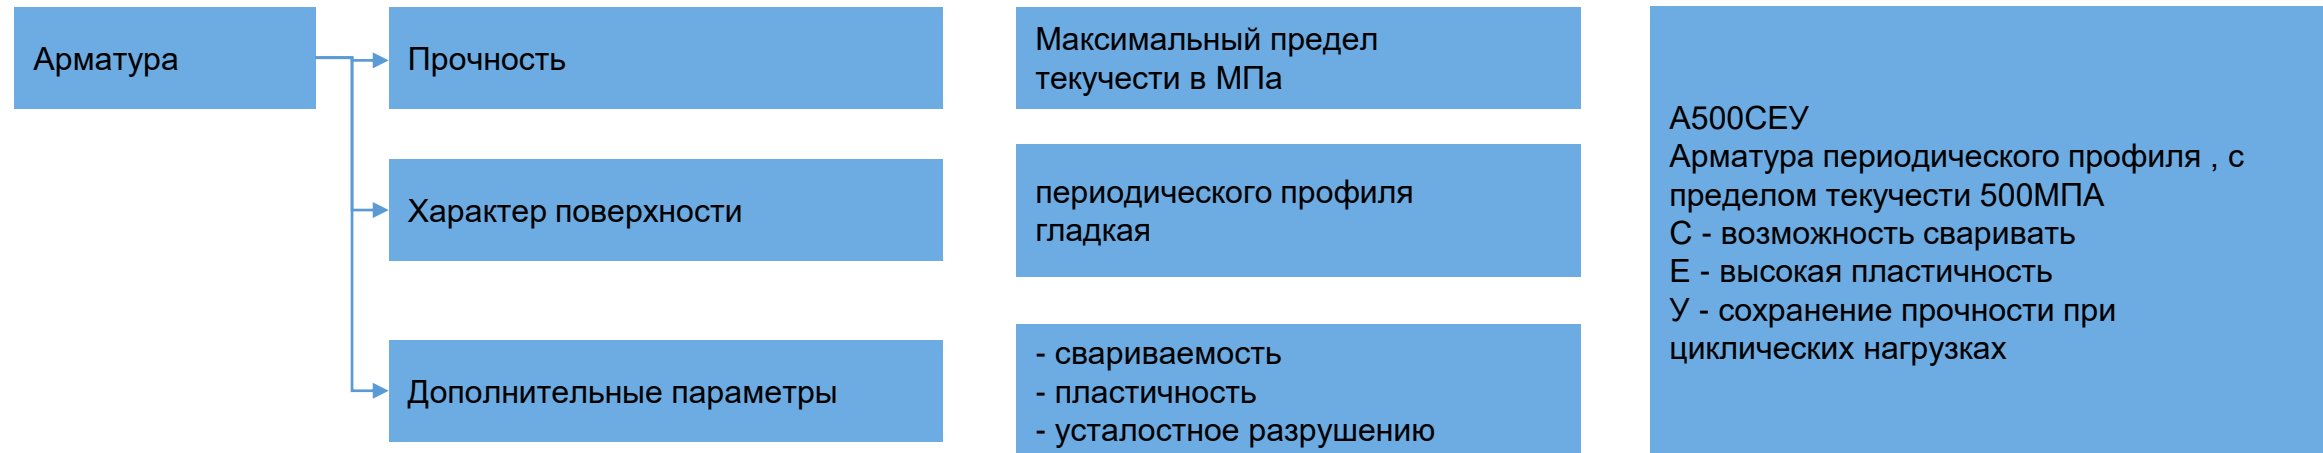 Арматура
Прочность
Максимальный предел
текучести в МПа
Характер поверхности
периодического профиля
гладкая
Дополнительные параметры
- свариваемость
- пластичность
- усталостное разрушению
А500СЕУ
Арматура периодического профиля , с
пределом текучести 500МПА
С - возможность сваривать
Е - высокая пластичность
У - сохранение прочности при
циклических нагрузках